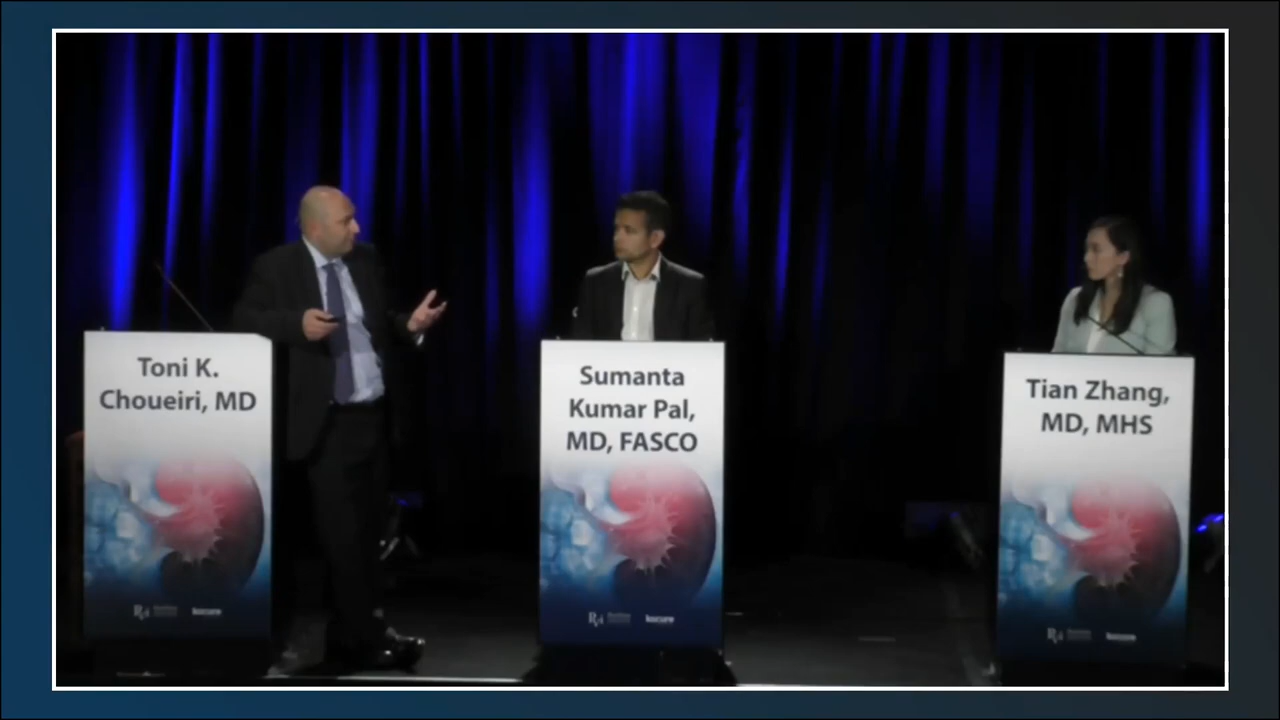 Toni K.
Choueiri, MD
Sumanta
Kumar Pal,
MD, FASCO
Tian Zhang,
MD, MHS